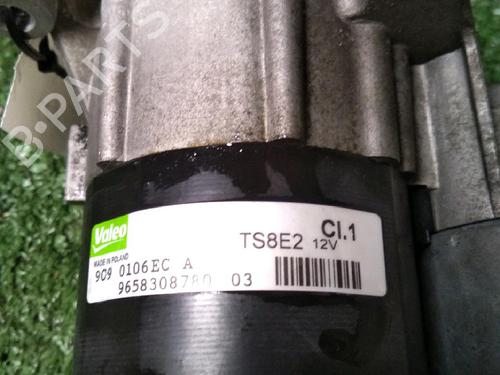 B-PARTS
Valeo
MADE IN POLAND
TS8E2 12V Cl.1
9C9 0106EC A
9658308780 03